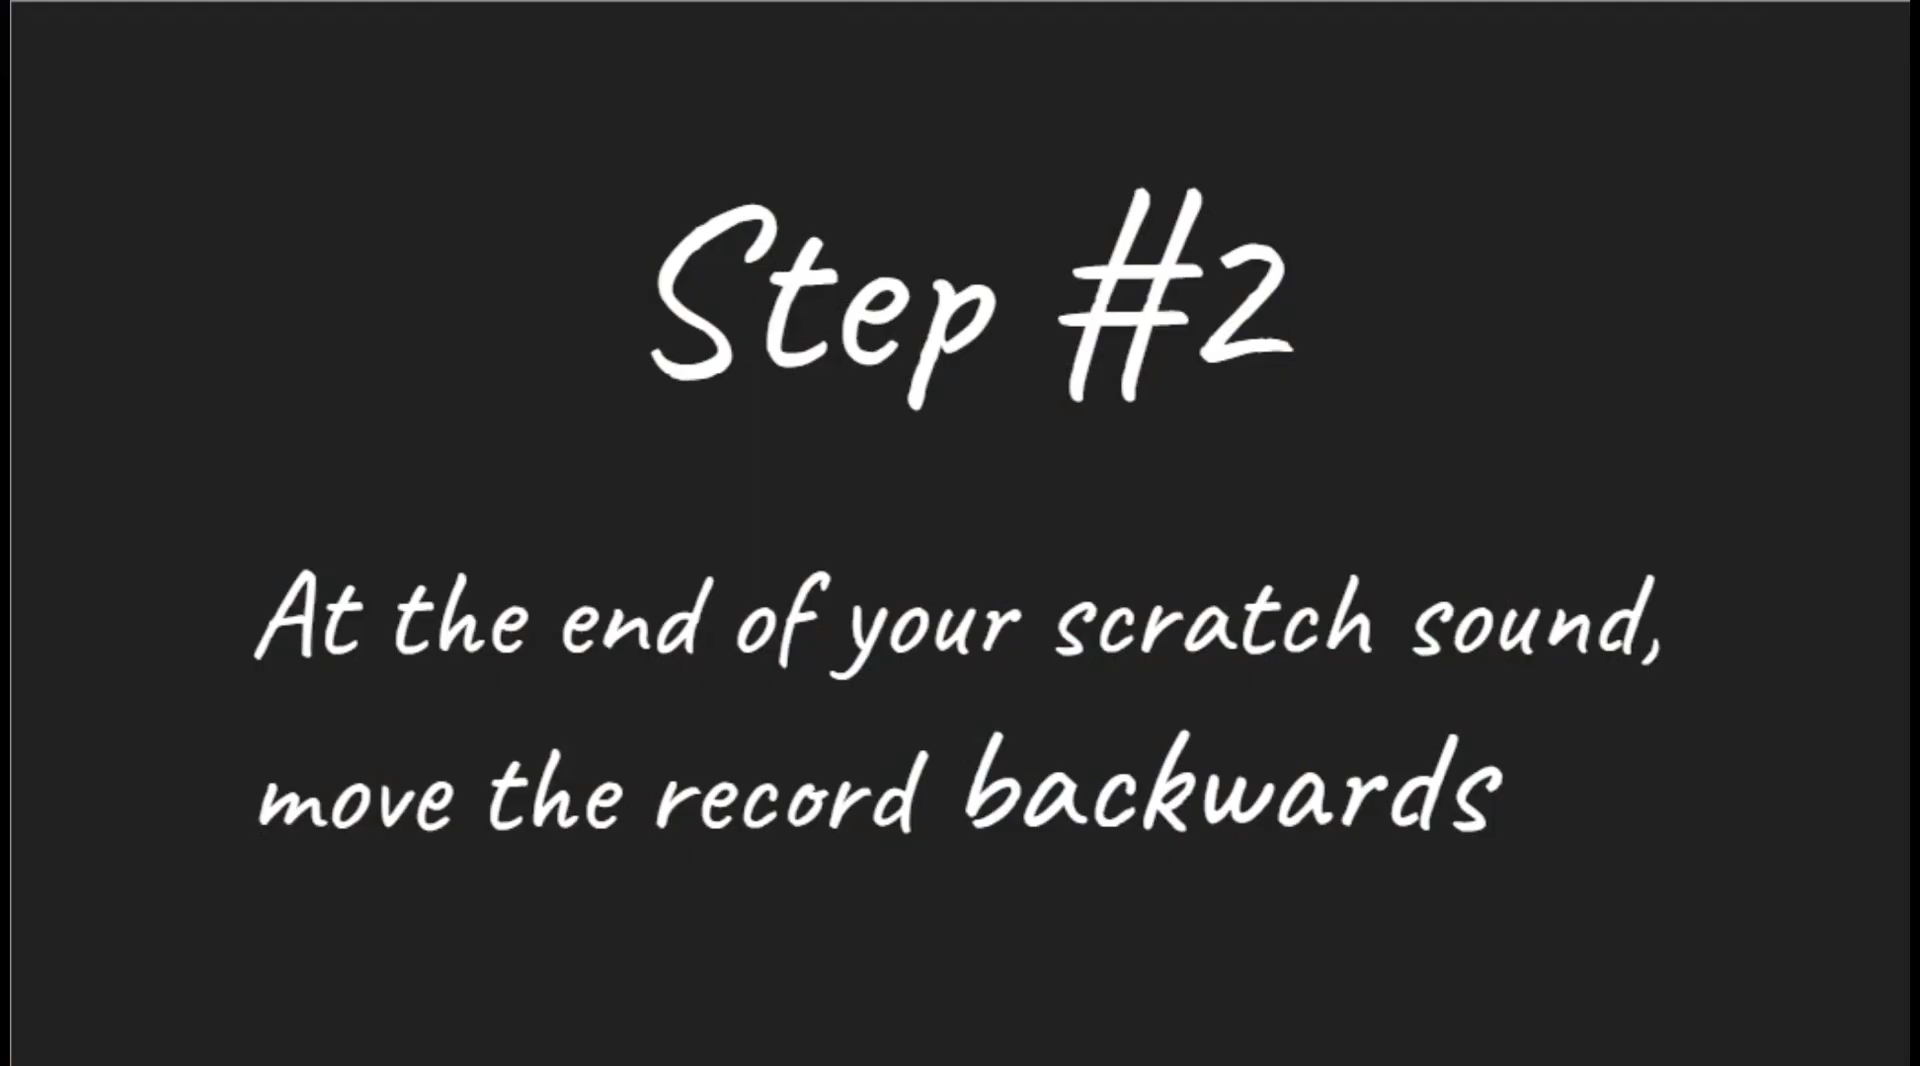 Step #2
At the end of your scratch sound,
move the record backwards